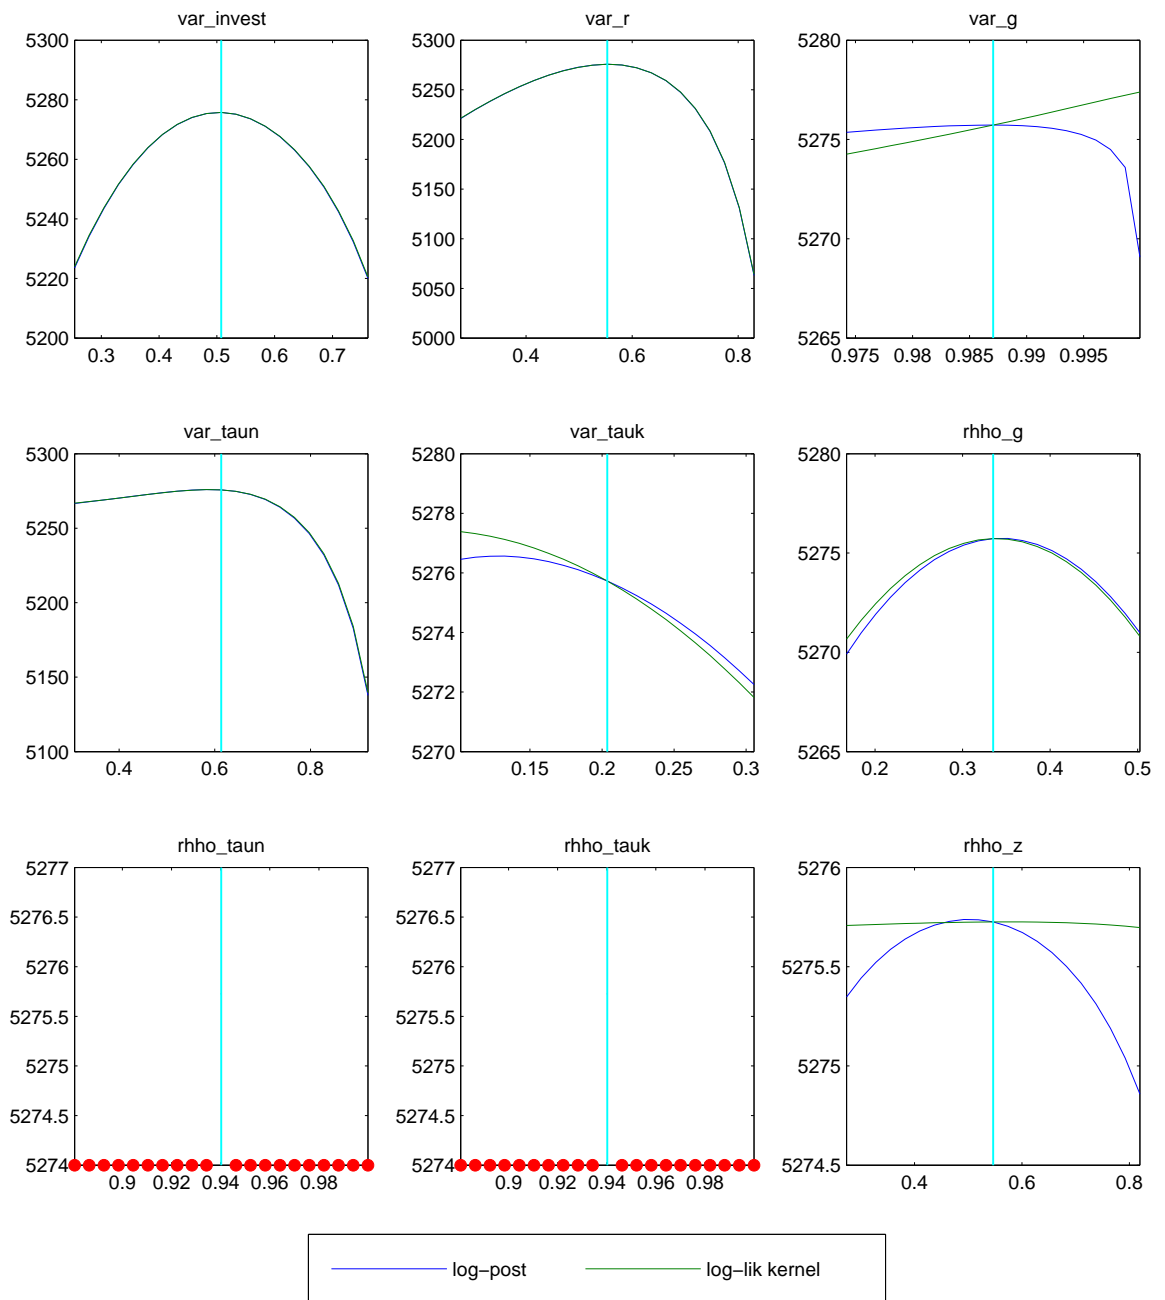 var_invest
var_r
var_g
5300
5280
5260
5240
5220
5200
0.3 0.4 0.5 0.6 0.7
5300
5250
5200
5150
5100
5050
5000
0.4 0.6 0.8
5280
5275
5270
5265
0.975 0.98 0.985 0.99 0.995
var_taun
var_tauk
rhho_g
5300
5250
5200
5150
5100
0.4 0.6 0.8
5280
5278
5276
5274
5272
5270
0.15 0.2 0.25 0.3
5280
5275
5270
5265
0.2 0.3 0.4 0.5
rhho_taun
rhho_tauk
rhho_z
5277
5276.5
5276
5275.5
5275
5274.5
5274
0.9 0.92 0.94 0.96 0.98
5277
5276.5
5276
5275.5
5275
5274.5
5274
0.9 0.92 0.94 0.96 0.98
5276
5275.5
5275
5274.5
0.4 0.6 0.8
log−post
log−lik kernel